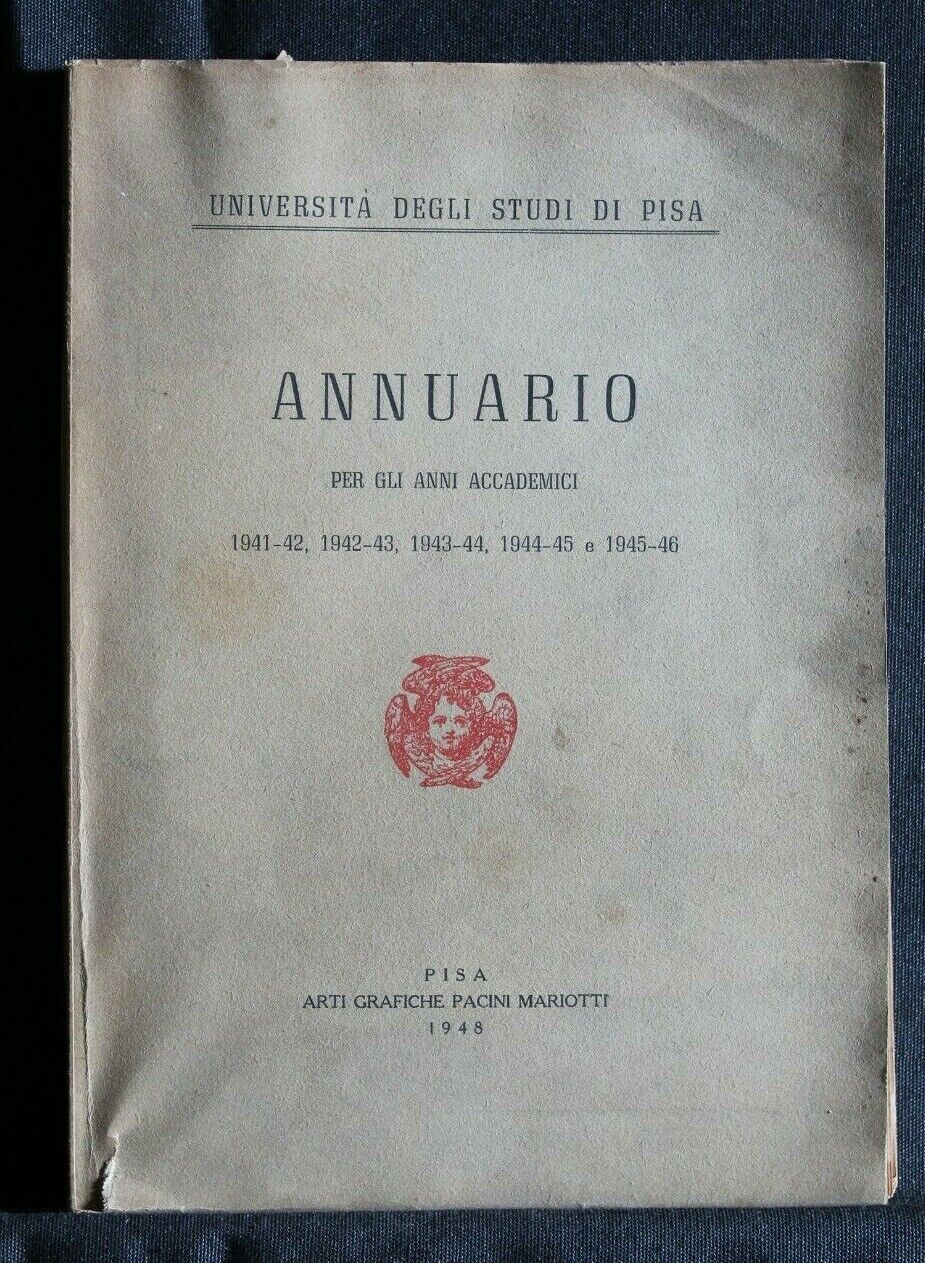 UNIVERSITÀ DEGLI STUDI DI PISA
ANNUARIO
PER GLI ANNI ACCADEMICI
1941-42, 1942-43, 1943-44, 1944-45 e 1945-46
PISA
ARTI GRAFICHE PACINI MARIOTTI
1948